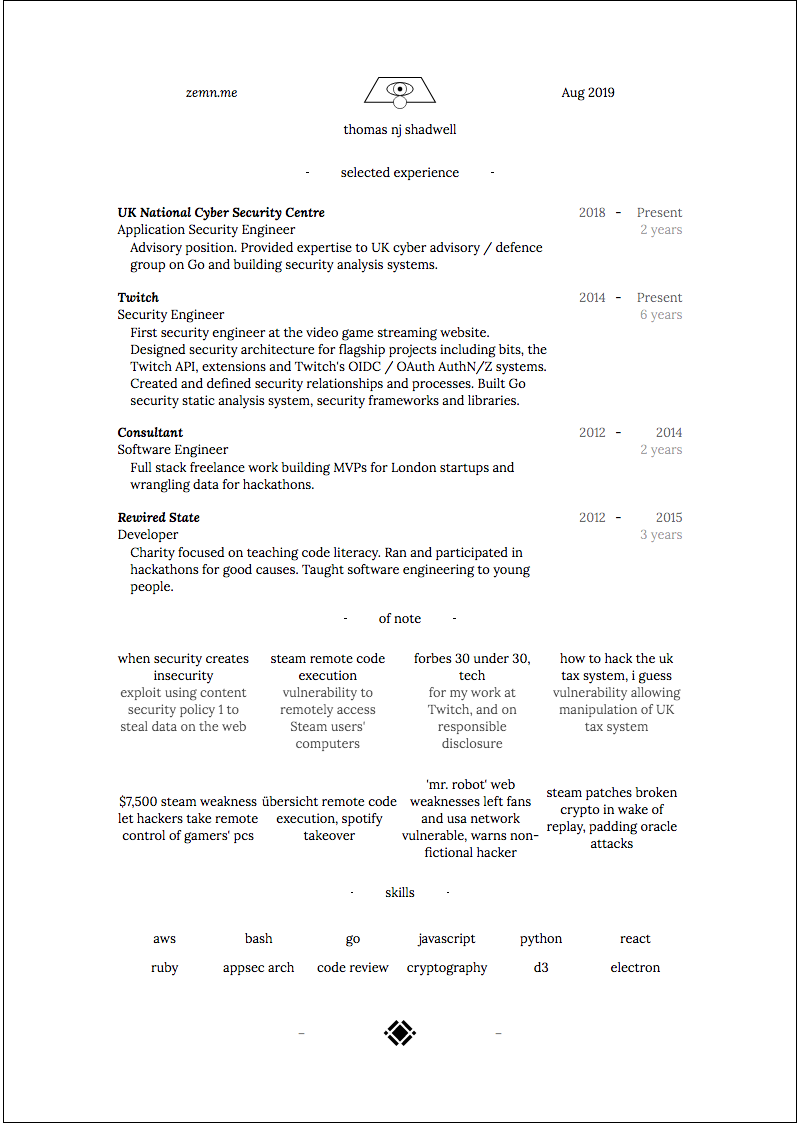 zemn.me
Aug 2019
thomas nj shadwell
- selected experience -
UK National Cyber Security Centre 2018 - Present
Application Security Engineer 2 years
Advisory position. Provided expertise to UK cyber advisory / defence
group on Go and building security analysis systems.
Twitch 2014 - Present
Security Engineer 6 years
First security engineer at the video game streaming website.
Designed security architecture for flagship projects including bits, the
Twitch API, extensions and Twitch's OIDC / OAuth AuthN/Z systems.
Created and defined security relationships and processes. Built Go
security static analysis system, security frameworks and libraries.
Consultant 2012 - 2014
Software Engineer 2 years
Full stack freelance work building MVPs for London startups and
wrangling data for hackathons.
Rewired State 2012 - 2015
Developer 3 years
Charity focused on teaching code literacy. Ran and participated in
hackathons for good causes. Taught software engineering to young
people.
- of note -
when security creates
insecurity
exploit using content
security policy 1 to
steal data on the web
steam remote code
execution
vulnerability to
remotely access
Steam users'
computers
forbes 30 under 30,
tech
for my work at
Twitch, and on
responsible
disclosure
how to hack the uk
tax system, i guess
vulnerability allowing
manipulation of UK
tax system
$7,500 steam weakness
let hackers take remote
control of gamers' pcs
übersicht remote code
execution, spotify
takeover
'mr. robot' web
weaknesses left fans
and usa network
vulnerable, warns non-
fictional hacker
steam patches broken
crypto in wake of
replay, padding oracle
attacks
- skills -
aws bash go javascript python react
ruby appsec arch code review cryptography d3 electron